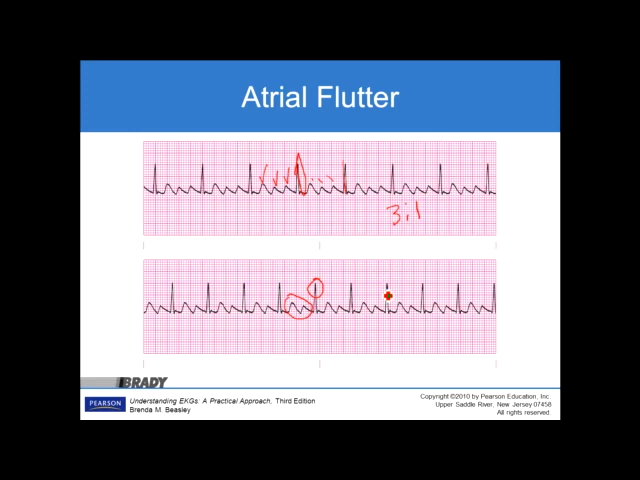 Atrial Flutter
3:1
BRADY
PEARSON
Understanding EKGs: A Practical Approach, Third Edition
Brenda M. Beasley
Copyright ©2010 by Pearson Education, Inc.
Upper Saddle River, New Jersey 07458
All rights reserved.